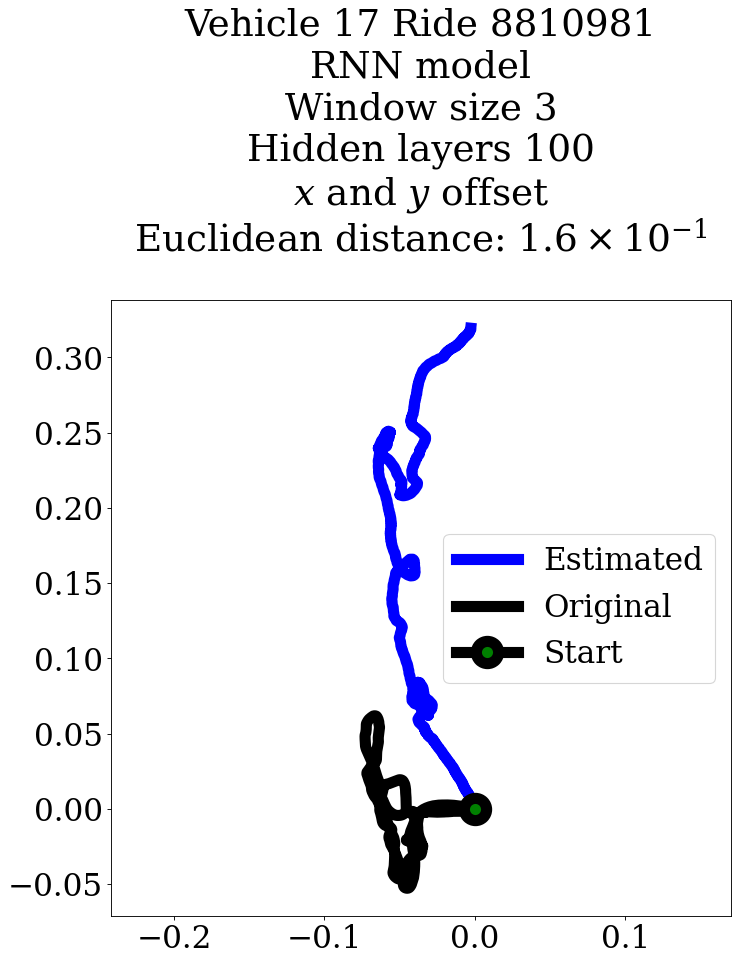 Vehicle 17 Ride 8810981
RNN model
Window size 3
Hidden layers 100
x and y offset
Euclidean distance: 1.6 × 10⁻¹
0.30
0.25
0.20
0.15
0.10
0.05
0.00
−0.05
Estimated
Original
Start
−0.2 −0.1 0.0 0.1